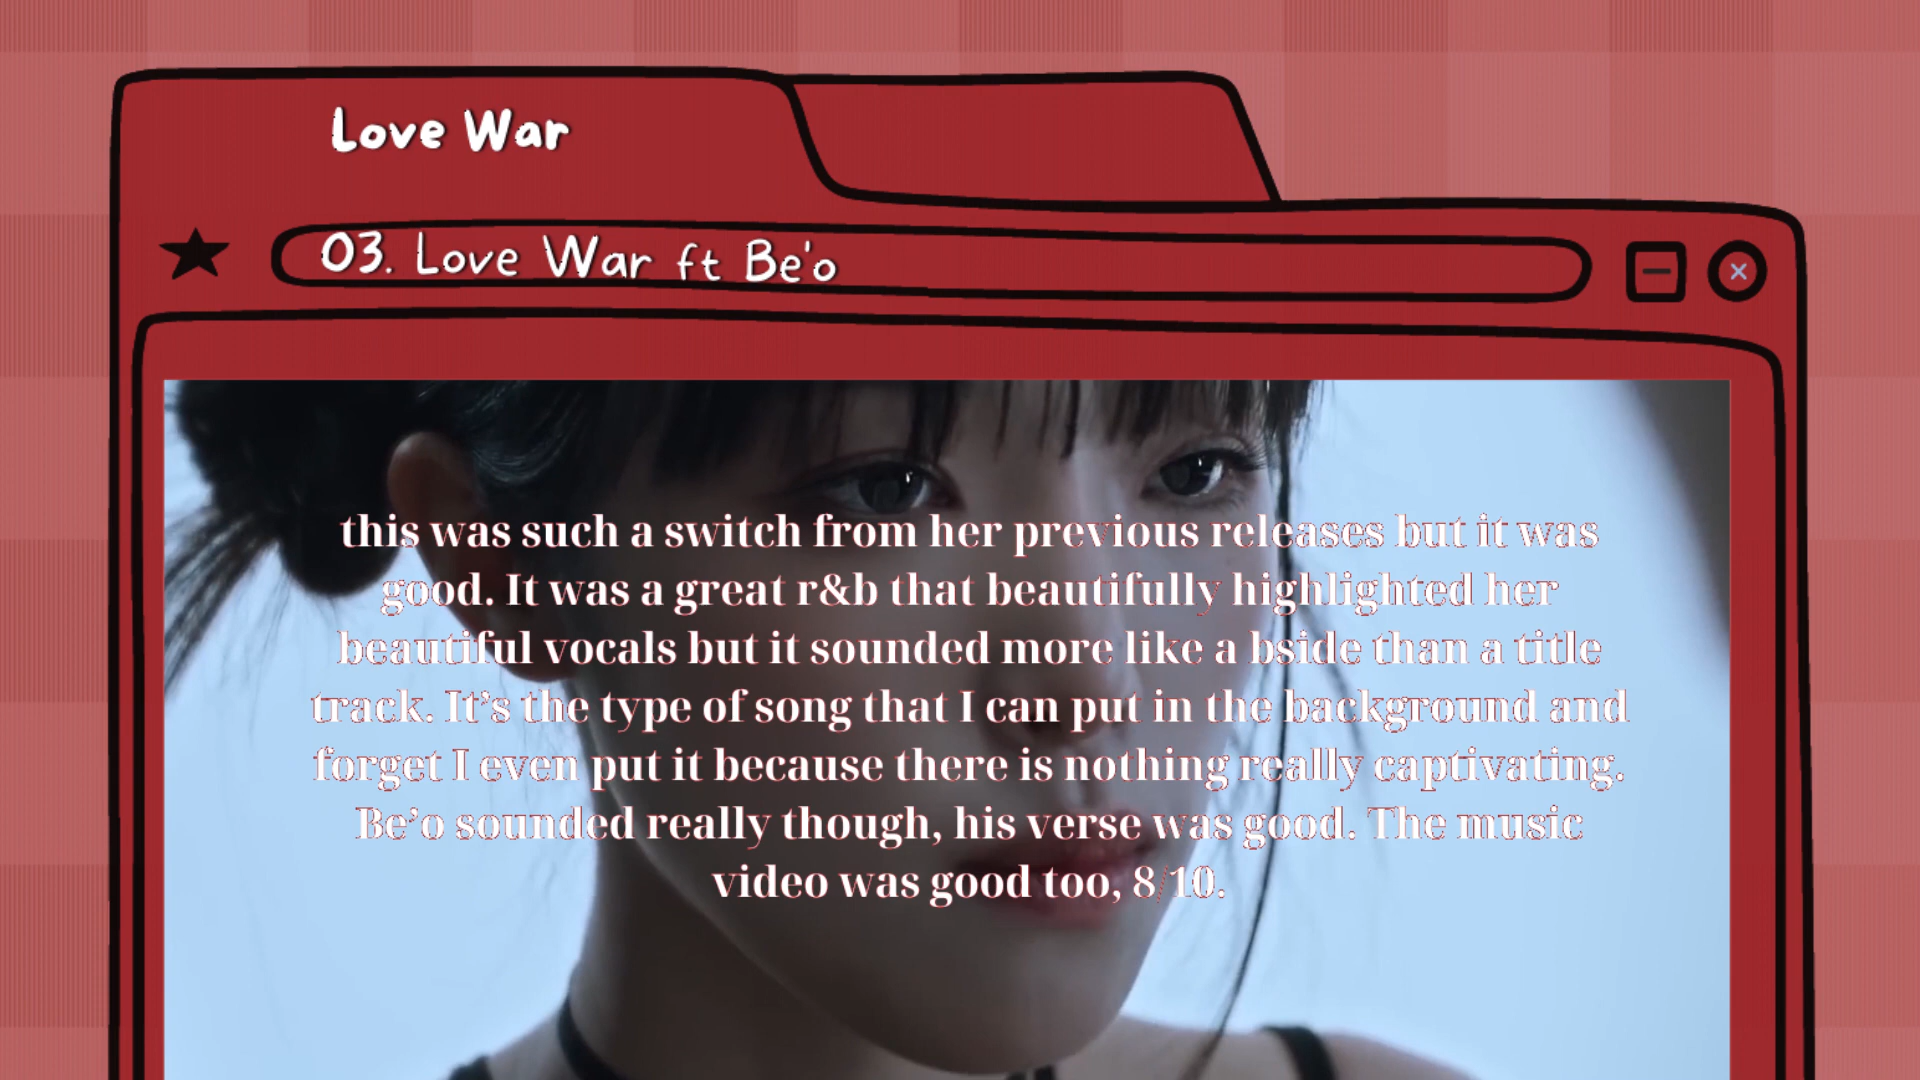 Love War
03. Love War ft Be'o
this was such a switch from her previous releases but it was
good. It was a great r&b that beautifully highlighted her
beautiful vocals but it sounded more like a bside than a title
track. It’s the type of song that I can put in the background and
forget I even put it because there is nothing really captivating.
Be’o sounded really though, his verse was good. The music
video was good too, 8/10.